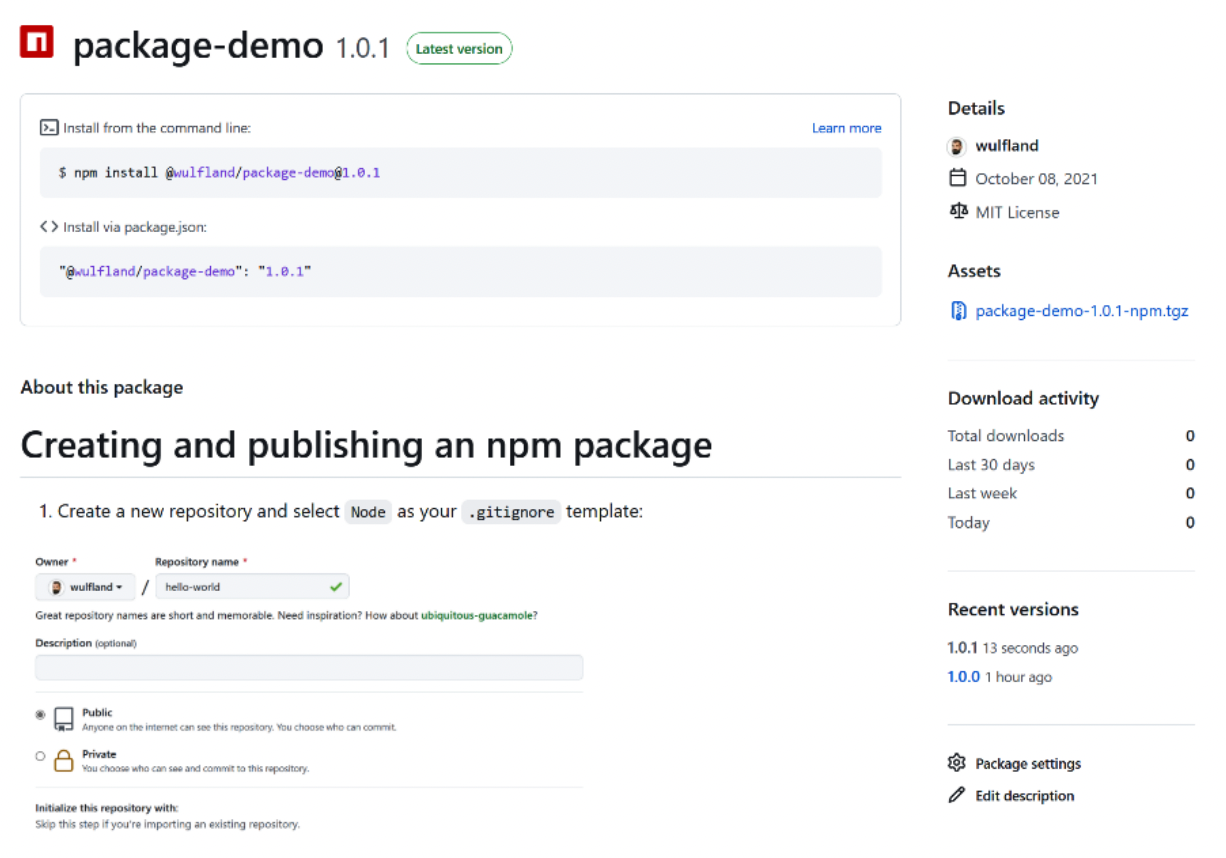 package-demo 1.0.1 Latest version
Install from the command line:
Learn more
$ npm install @wulfland/package-demo@1.0.1
Install via package.json:
"@wulfland/package-demo": "1.0.1"
About this package
Creating and publishing an npm package
1. Create a new repository and select Node as your .gitignore template:
Owner * Repository name *
wulfland / hello-world
Great repository names are short and memorable. Need inspiration? How about ubiquitous-guacamole?
Description (optional)
Public
Anyone on the internet can see this repository. You choose who can commit.
Private
You choose who can see and commit to this repository.
Initialize this repository with:
Skip this step if you're importing an existing repository.
Details
wulfland
October 08, 2021
MIT License
Assets
package-demo-1.0.1-npm.tgz
Download activity
Total downloads 0
Last 30 days 0
Last week 0
Today 0
Recent versions
1.0.1 13 seconds ago
1.0.0 1 hour ago
Package settings
Edit description